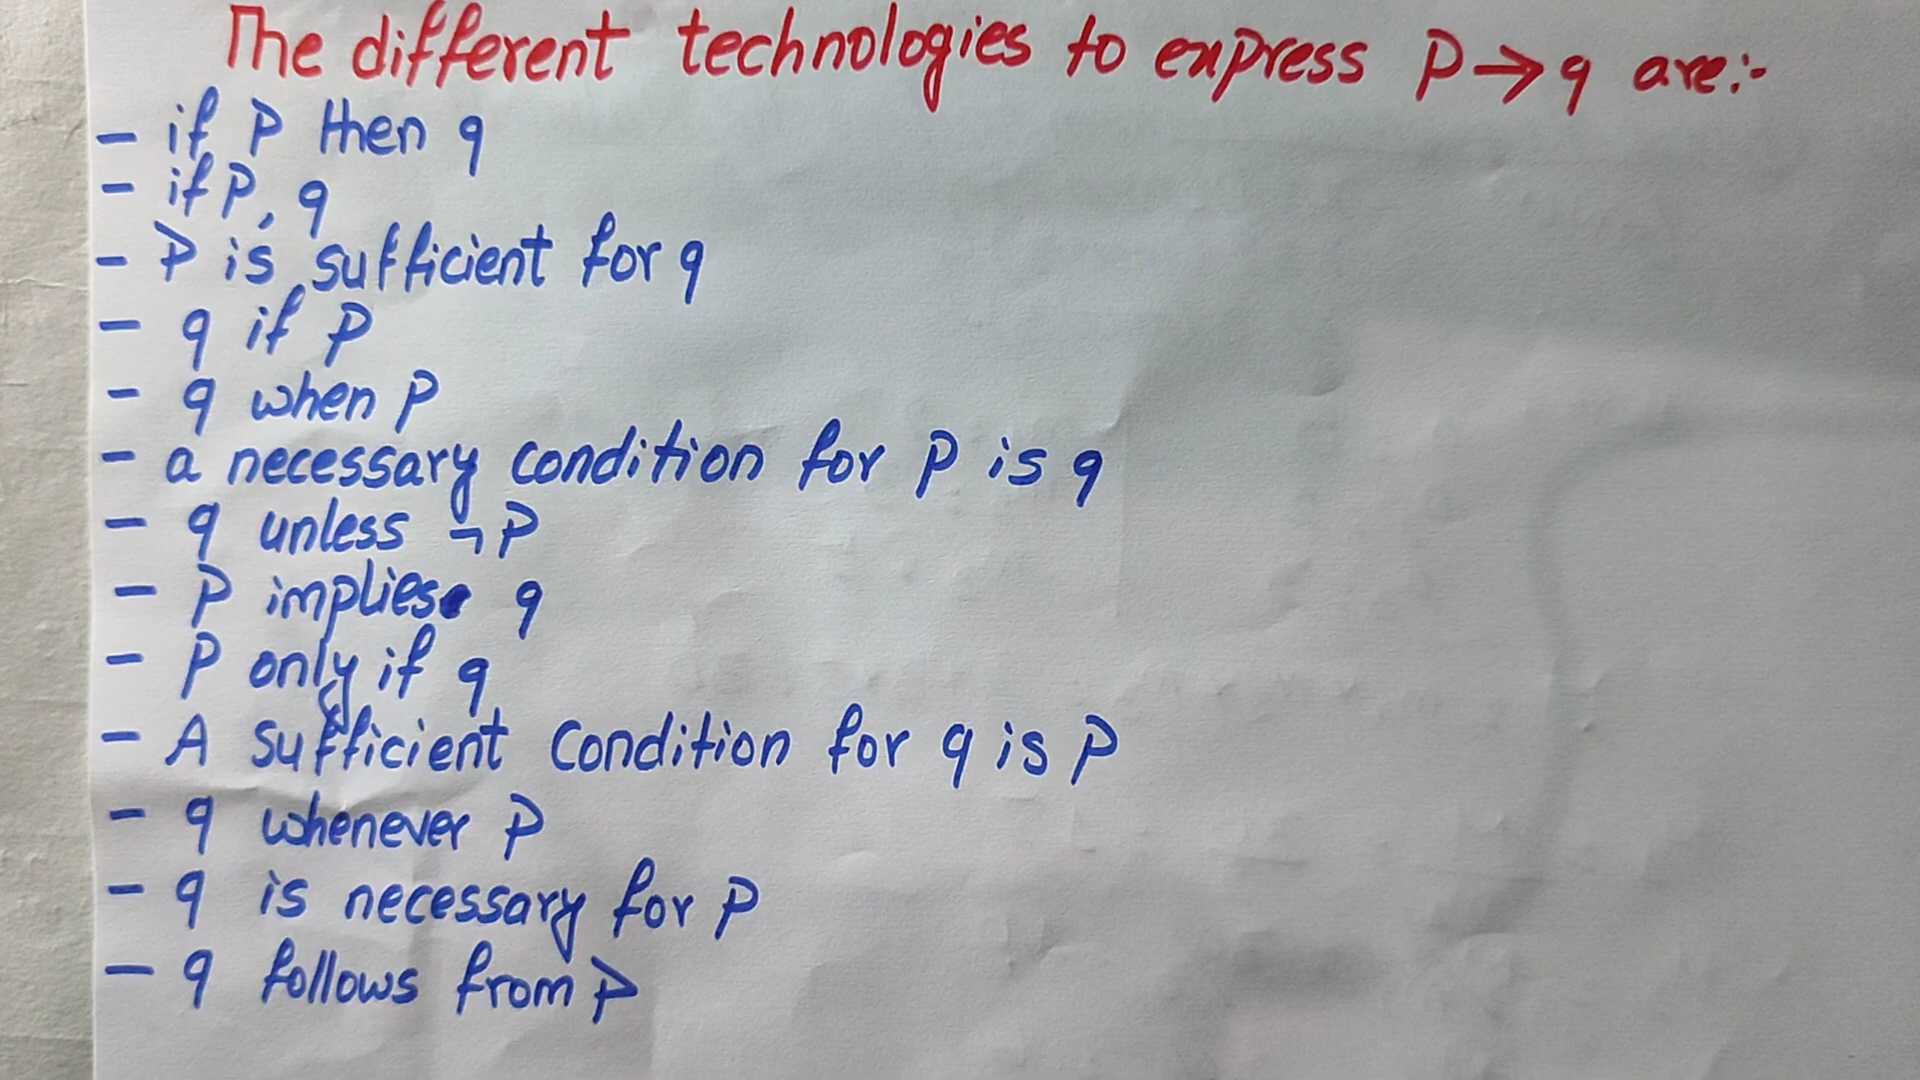 The different technologies to express P→q are:-
- if P then q
- if P, q
- P is sufficient for q
- q if P
- q when P
- a necessary condition for P is q
- q unless ¬P
- P implies q
- P only if q
- A sufficient condition for q is P
- q whenever P
- q is necessary for P
- q follows from P